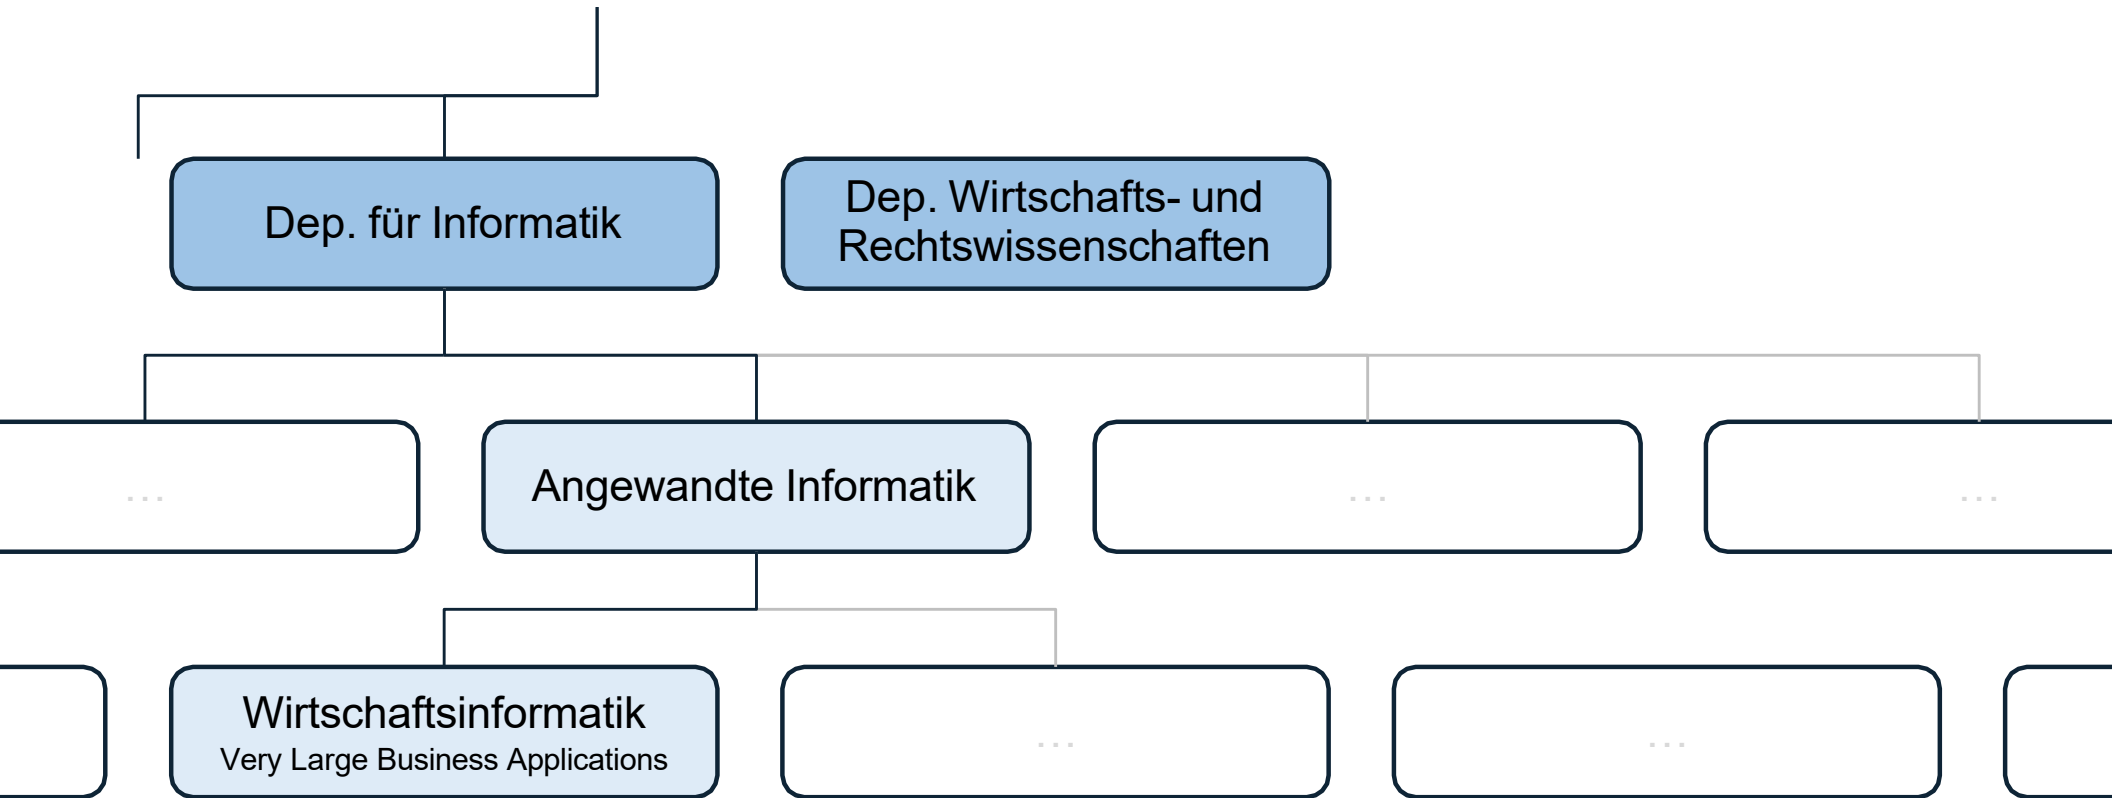 Dep. für Informatik
Dep. Wirtschafts- und
Rechtswissenschaften
...
Angewandte Informatik
...
...
Wirtschaftsinformatik
Very Large Business Applications
...
...